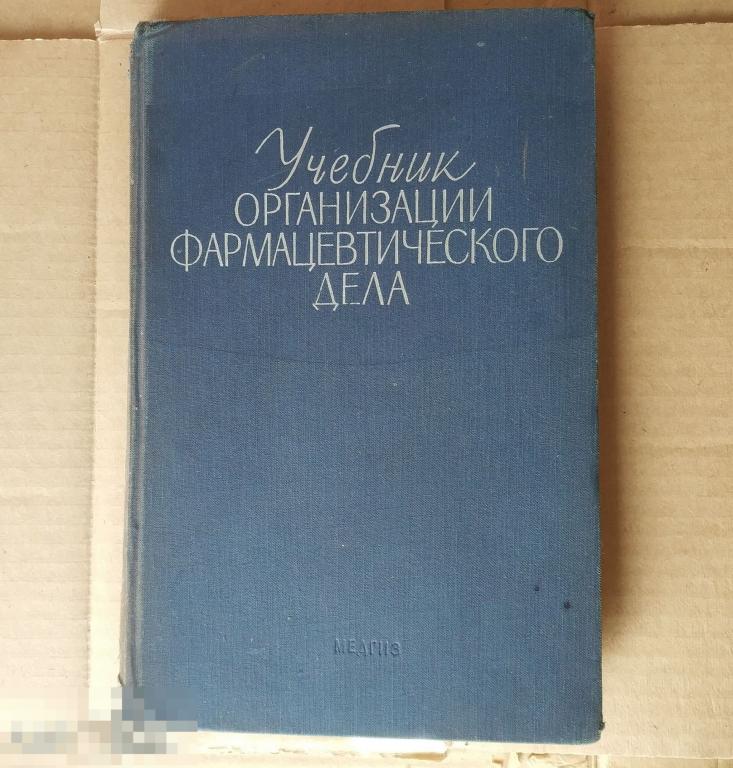 Учебник
ОРГАНИЗАЦИИ
ФАРМАЦЕВТИЧЕСКОГО
ДЕЛА
МЕДГИЗ